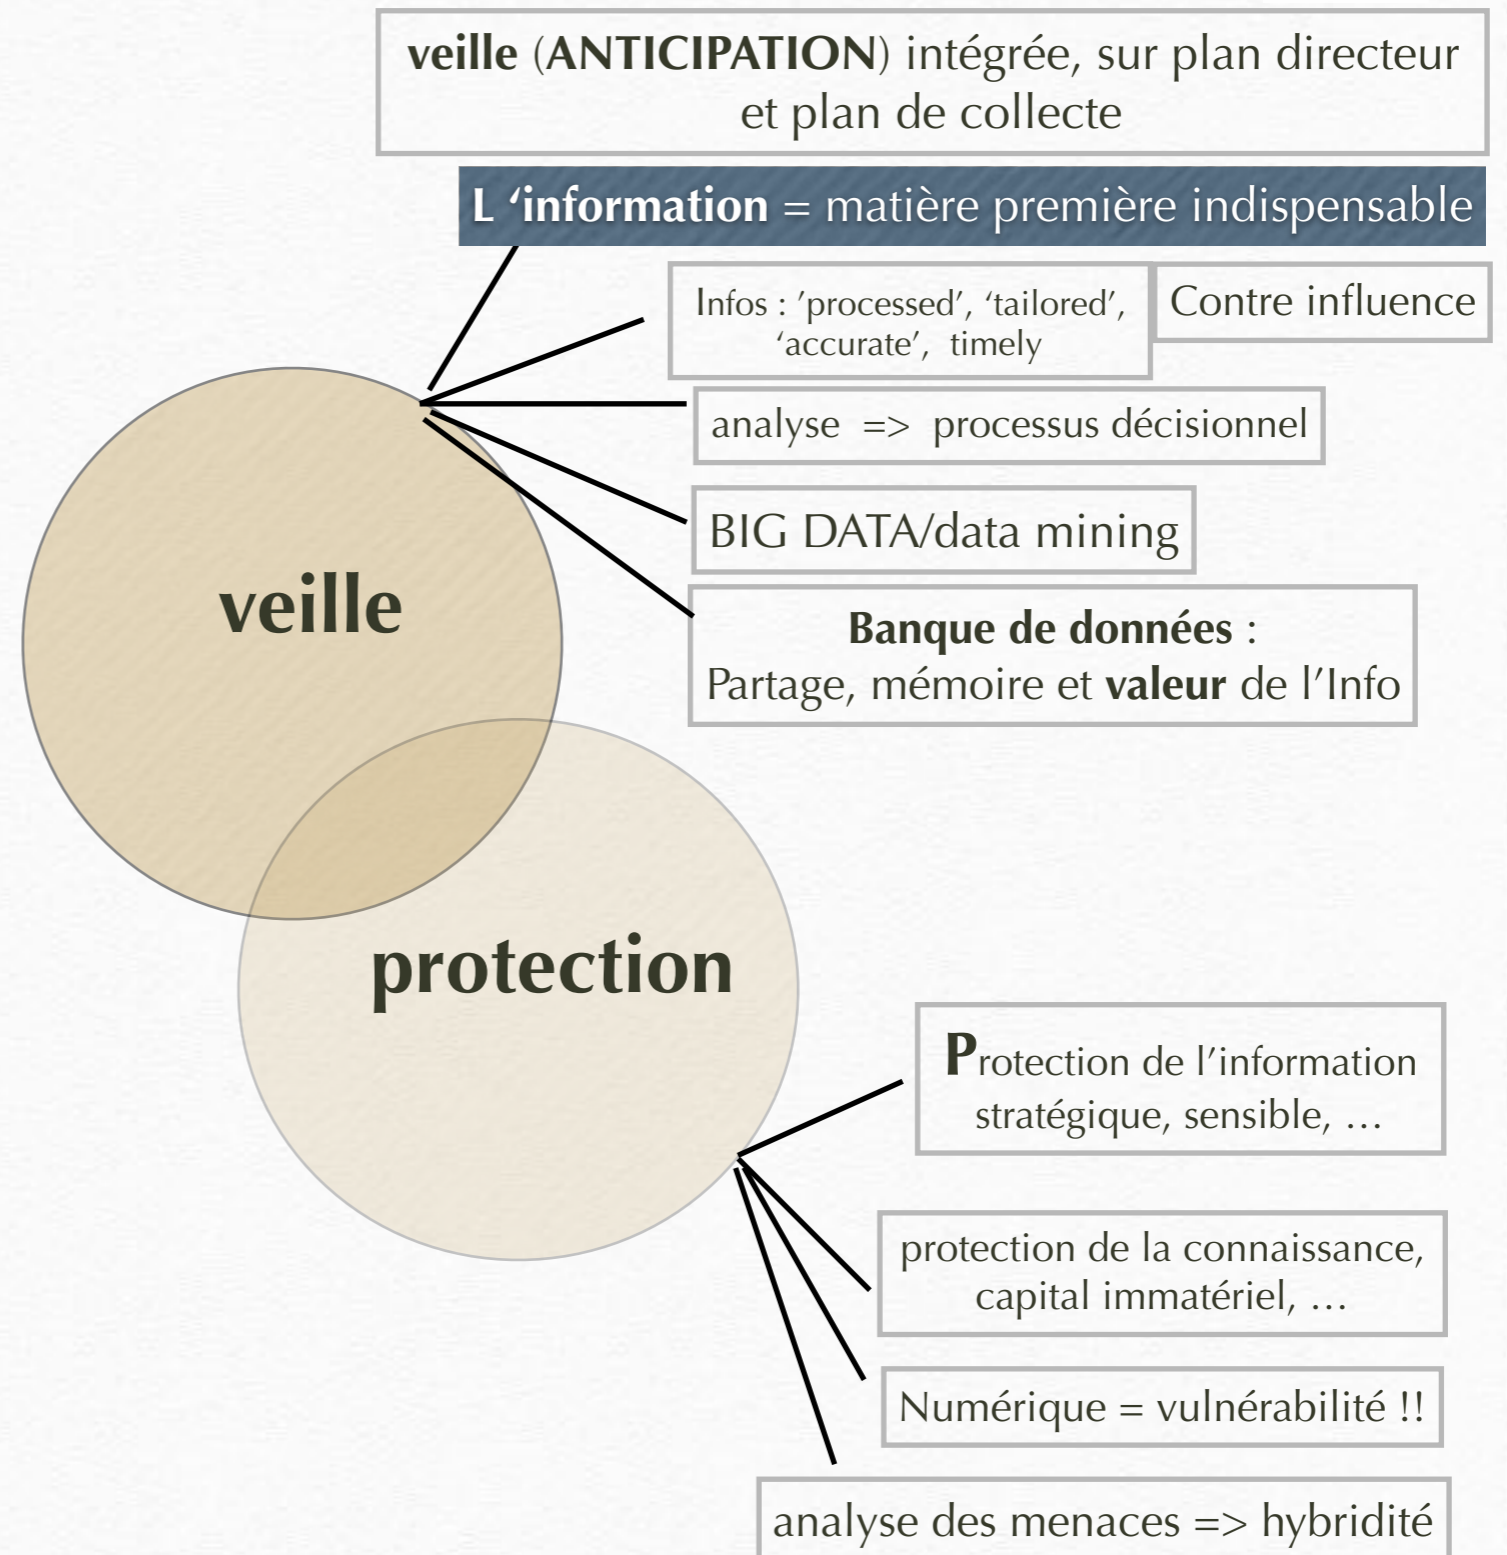 veille (ANTICIPATION) intégrée, sur plan directeur
et plan de collecte
L ‘information = matière première indispensable
Infos : ’processed’, ‘tailored’,
‘accurate’, timely
Contre influence
analyse => processus décisionnel
BIG DATA/data mining
veille
Banque de données :
Partage, mémoire et valeur de l’Info
protection
Protection de l’information
stratégique, sensible, …
protection de la connaissance,
capital immatériel, …
Numérique = vulnérabilité !!
analyse des menaces => hybridité